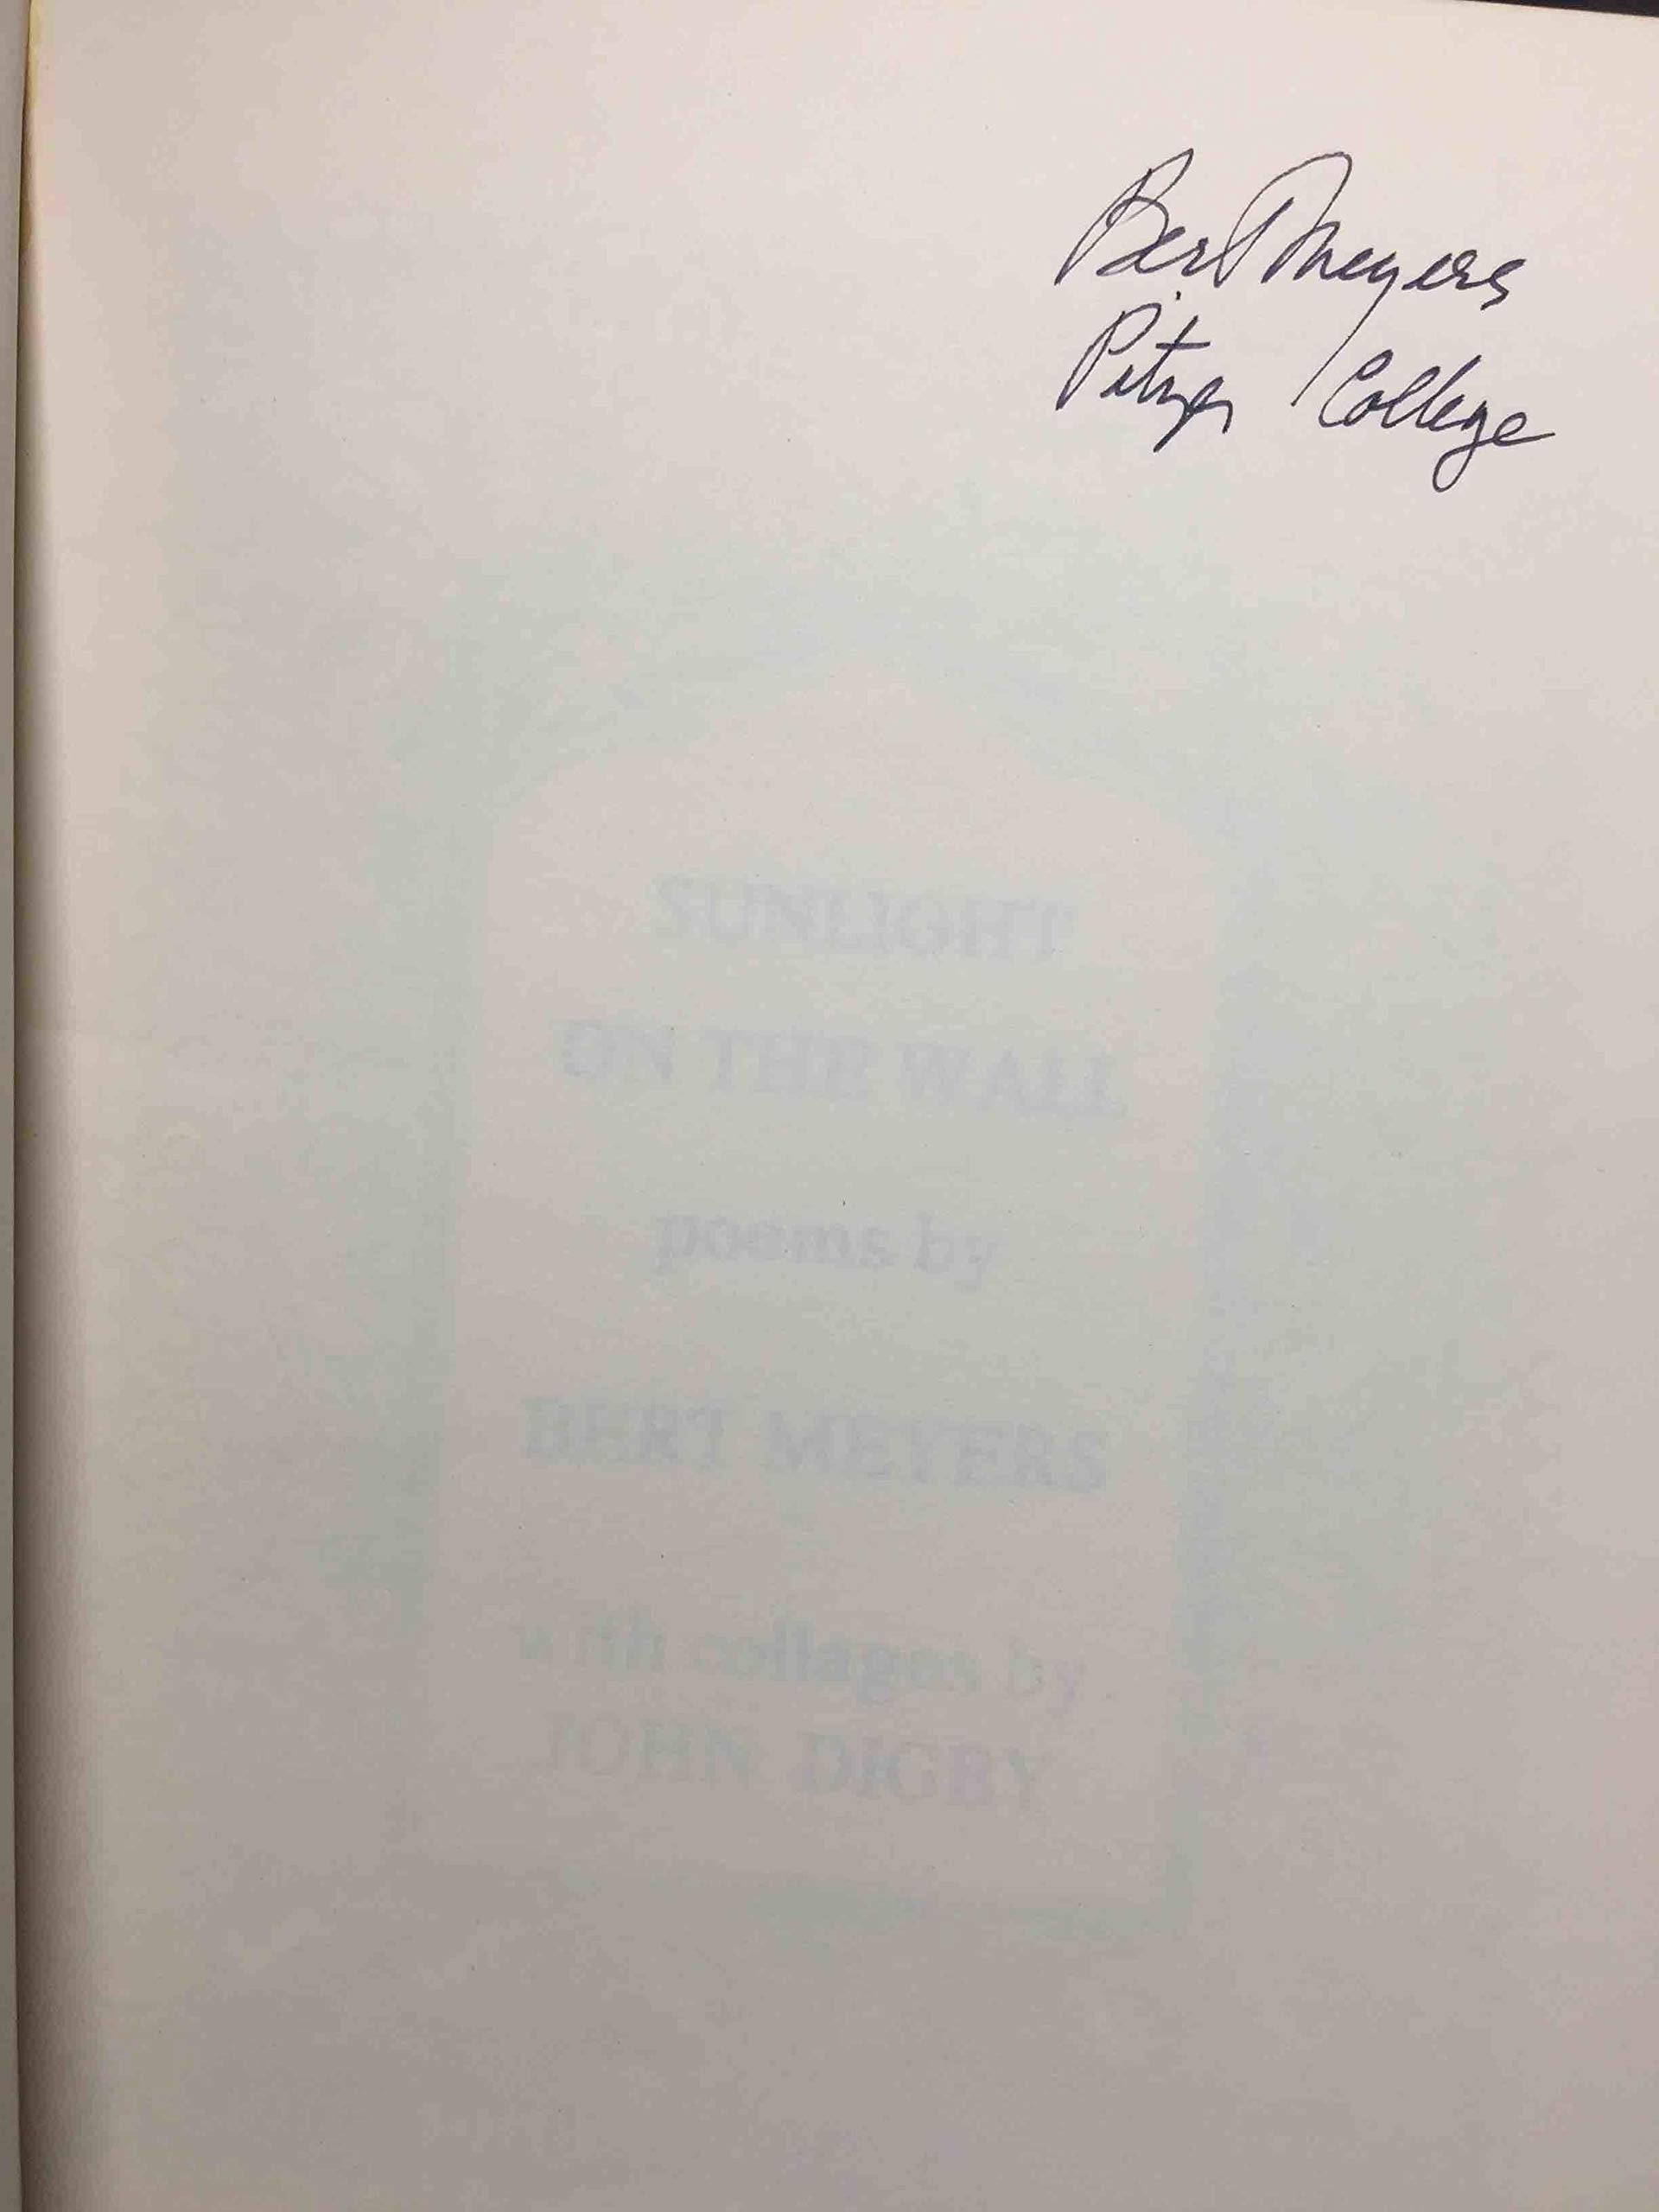 Bert Meyers
Pitzer College
SUNLIGHT
ON THE WALL
poems by
BERT MEYERS
with collages by
JOHN DIGBY